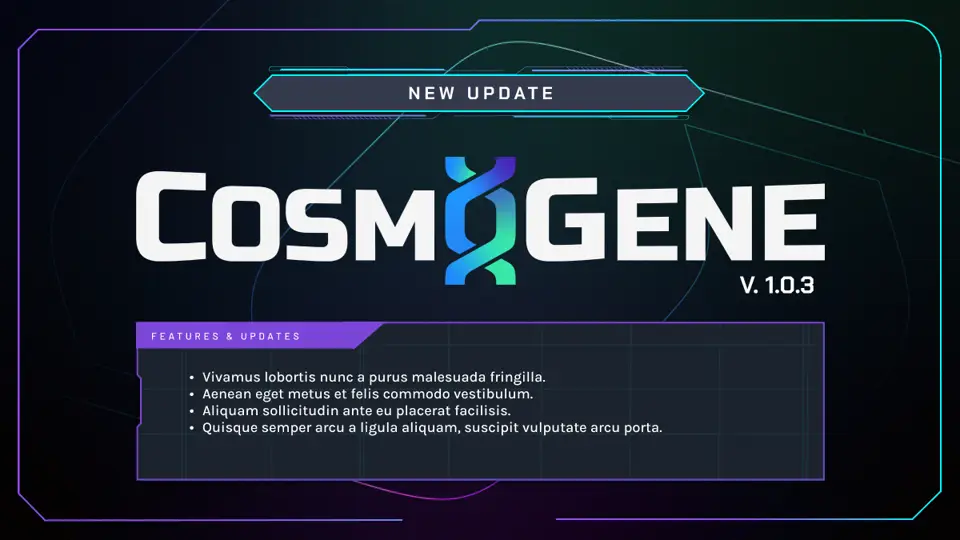 NEW UPDATE
COSMOGENE
V. 1.0.3
FEATURES & UPDATES
• Vivamus lobortis nunc a purus malesuada fringilla.
• Aenean eget metus et felis commodo vestibulum.
• Aliquam sollicitudin ante eu placerat facilisis.
• Quisque semper arcu a ligula aliquam, suscipit vulputate arcu porta.